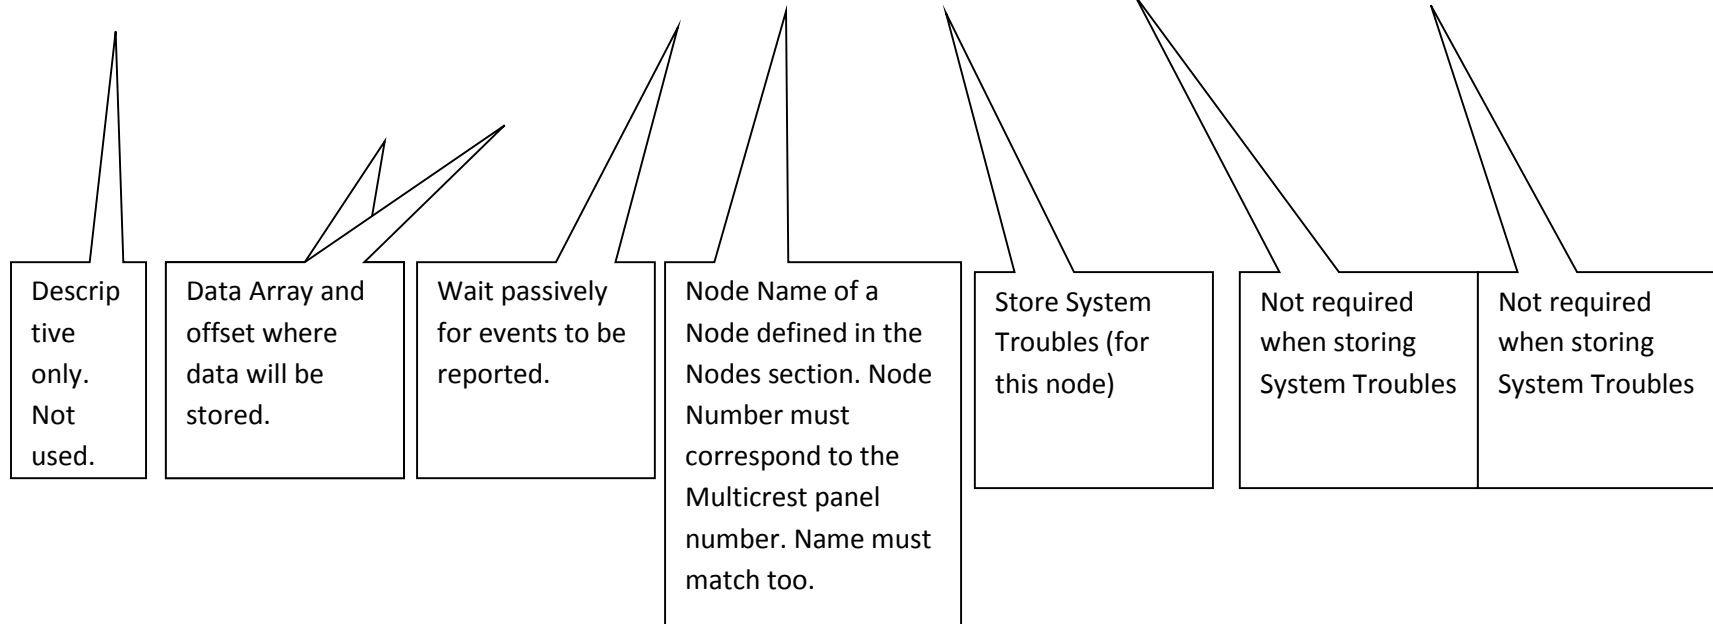 Descrip
tive
only.
Not
used.
Data Array and
offset where
data will be
stored.
Wait passively
for events to be
reported.
Node Name of a
Node defined in the
Nodes section. Node
Number must
correspond to the
Multicrest panel
number. Name must
match too.
Store System
Troubles (for
this node)
Not required
when storing
System Troubles
Not required
when storing
System Troubles